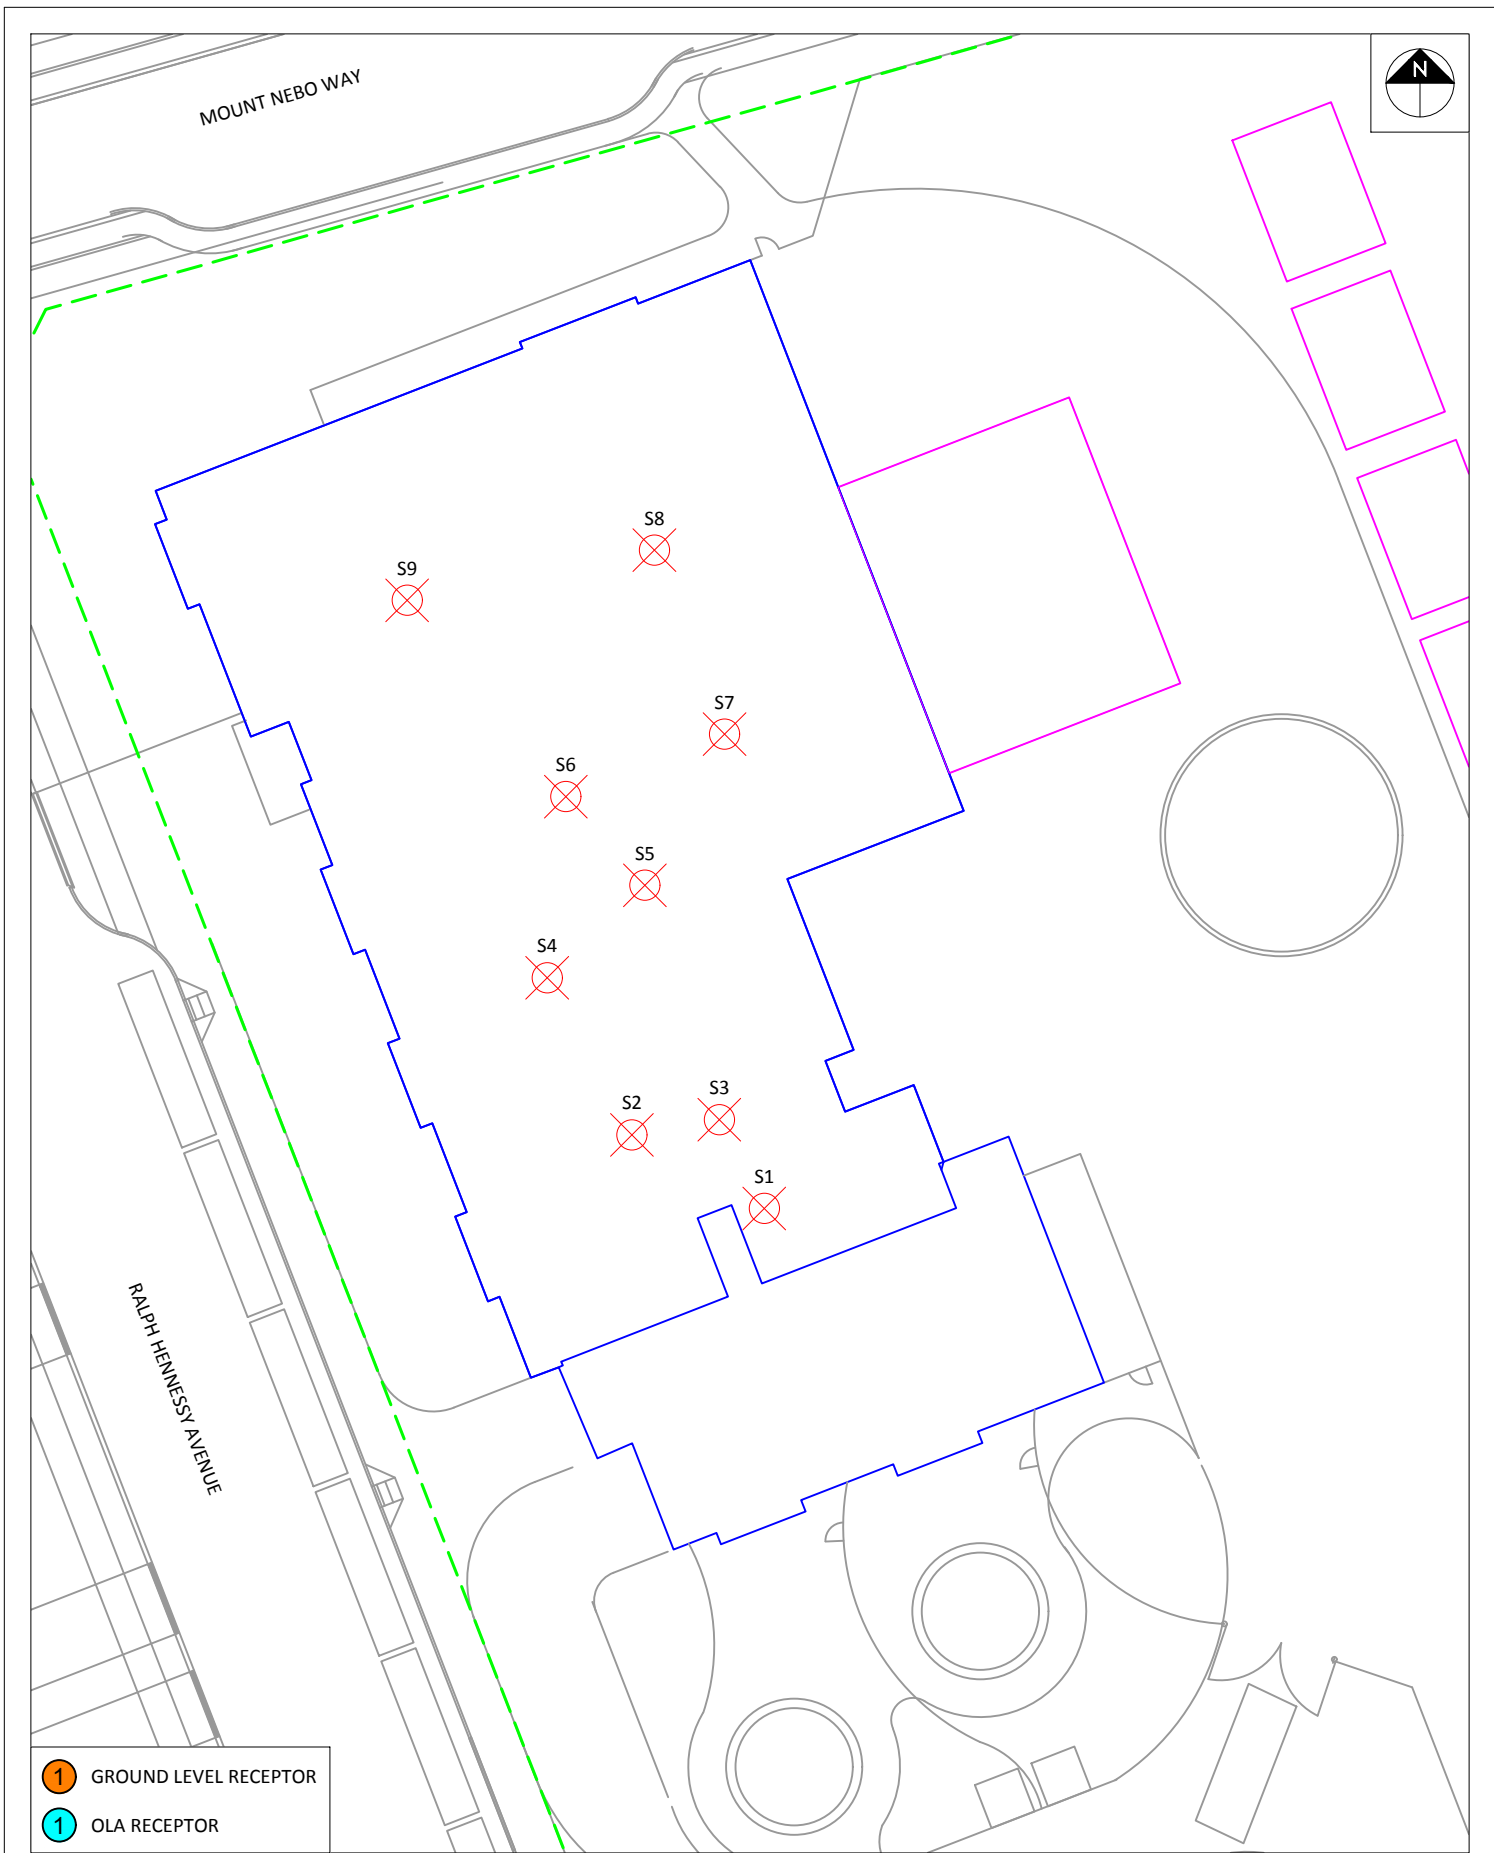 N
MOUNT NEBO WAY
S8
S9
S7
S6
S5
S4
S3
S2
S1
RALPH HENNESSY AVENUE
1 GROUND LEVEL RECEPTOR
1 OLA RECEPTOR